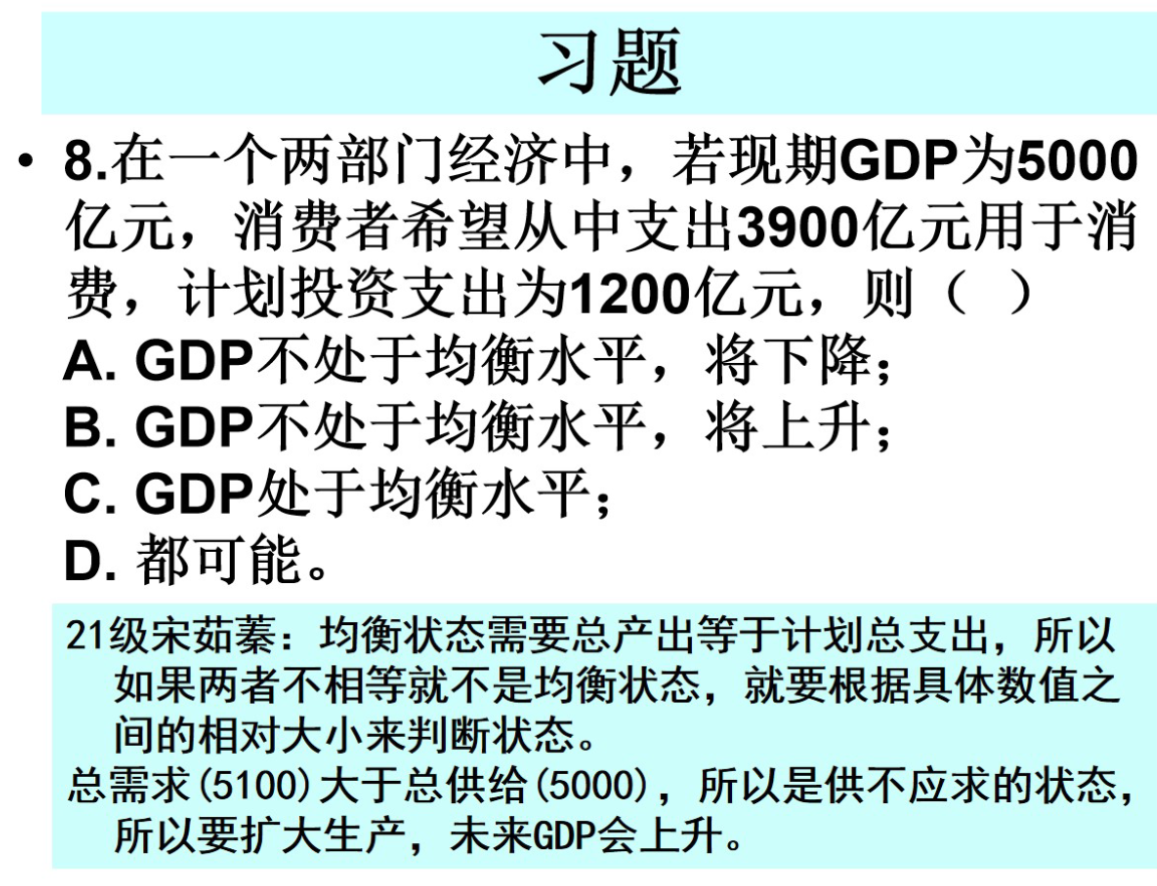 习题
• 8.在一个两部门经济中，若现期GDP为5000
亿元，消费者希望从中支出3900亿元用于消
费，计划投资支出为1200亿元，则（ ）
A. GDP不处于均衡水平，将下降；
B. GDP不处于均衡水平，将上升；
C. GDP处于均衡水平；
D. 都可能。
21级宋茹蓁：均衡状态需要总产出等于计划总支出，所以
如果两者不相等就不是均衡状态，就要根据具体数值之
间的相对大小来判断状态。
总需求(5100)大于总供给(5000)，所以是供不应求的状态，
所以要扩大生产，未来GDP会上升。